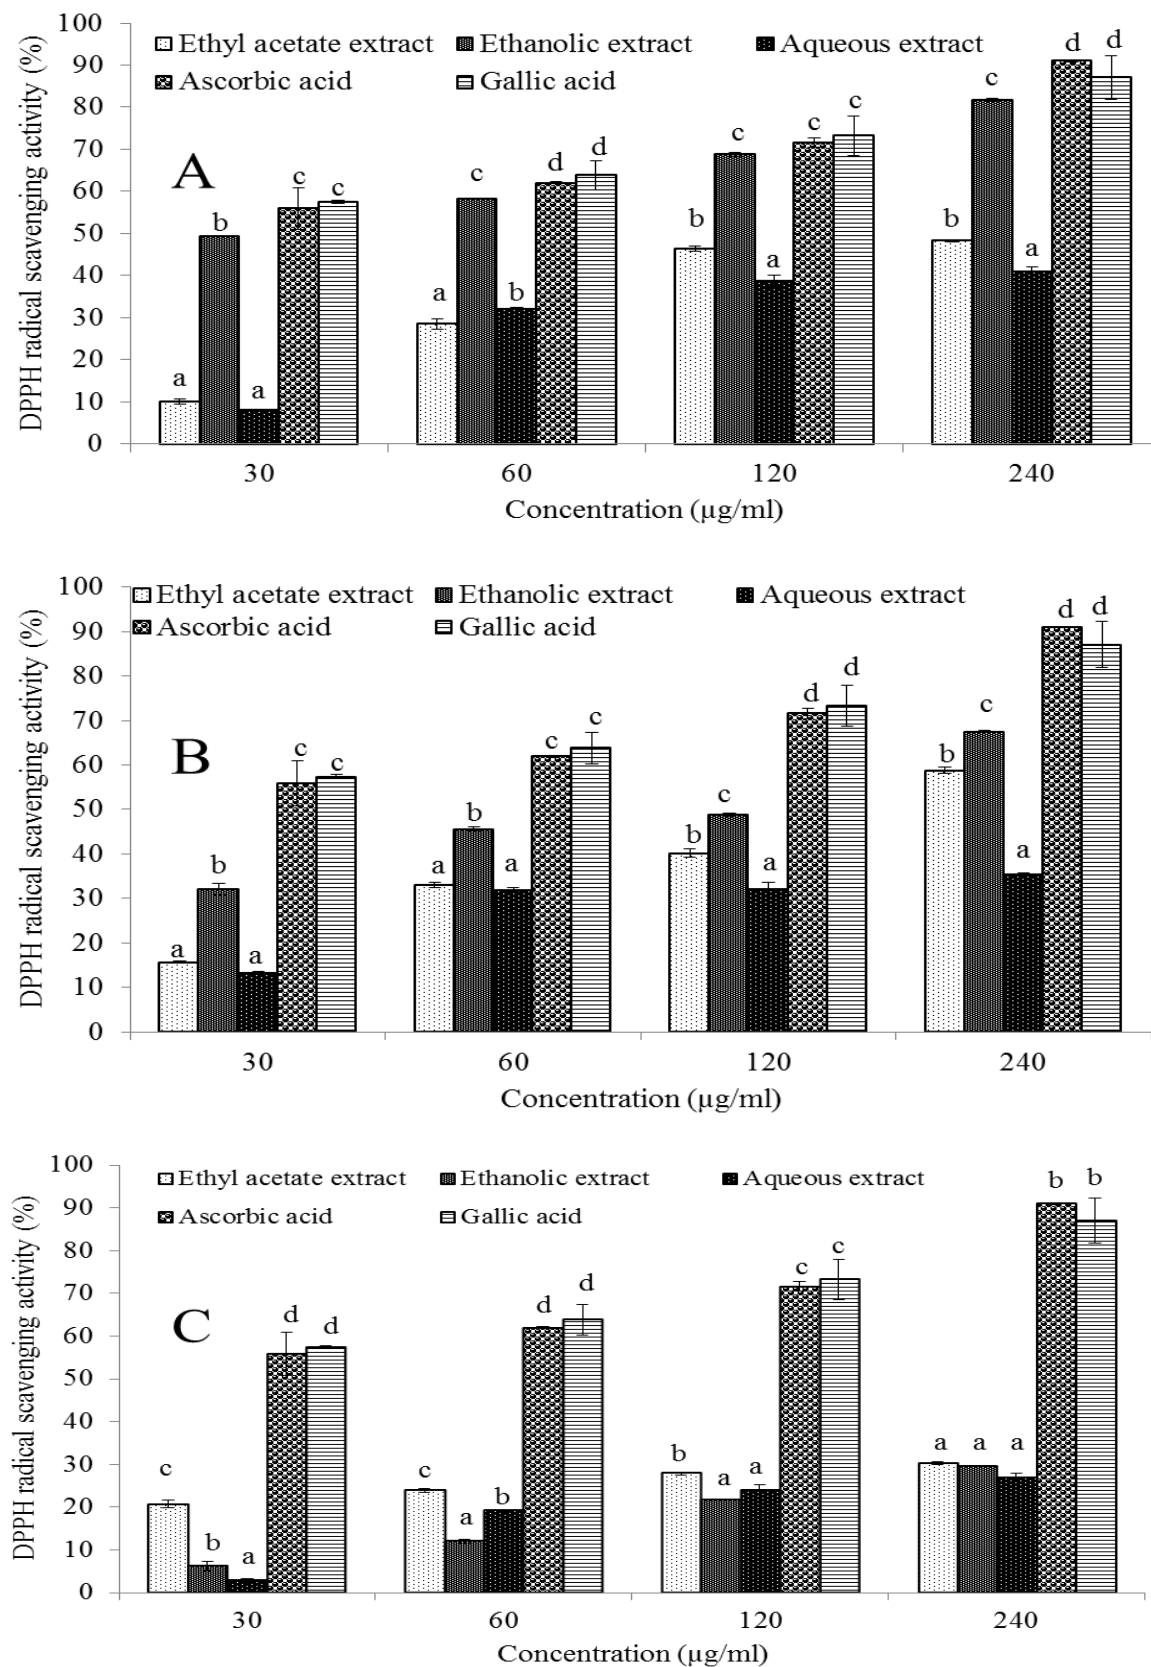 DPPH radical scavenging activity (%)
Ethyl acetate extract Ethanolic extract Aqueous extract
Ascorbic acid Gallic acid
A
100
90
80
70
60
50
40
30
20
10
0
a b a c c
a c b d d
b c a c c
b c a d d
30 60 120 240
Concentration (µg/ml)
DPPH radical scavenging activity (%)
Ethyl acetate extract Ethanolic extract Aqueous extract
Ascorbic acid Gallic acid
B
100
90
80
70
60
50
40
30
20
10
0
a b a c c
a b a c c
b c a d d
b c a d d
30 60 120 240
Concentration (µg/ml)
DPPH radical scavenging activity (%)
Ethyl acetate extract Ethanolic extract Aqueous extract
Ascorbic acid Gallic acid
C
100
90
80
70
60
50
40
30
20
10
0
c b a d d
c a b d d
b a a c c
a a a b b
30 60 120 240
Concentration (µg/ml)